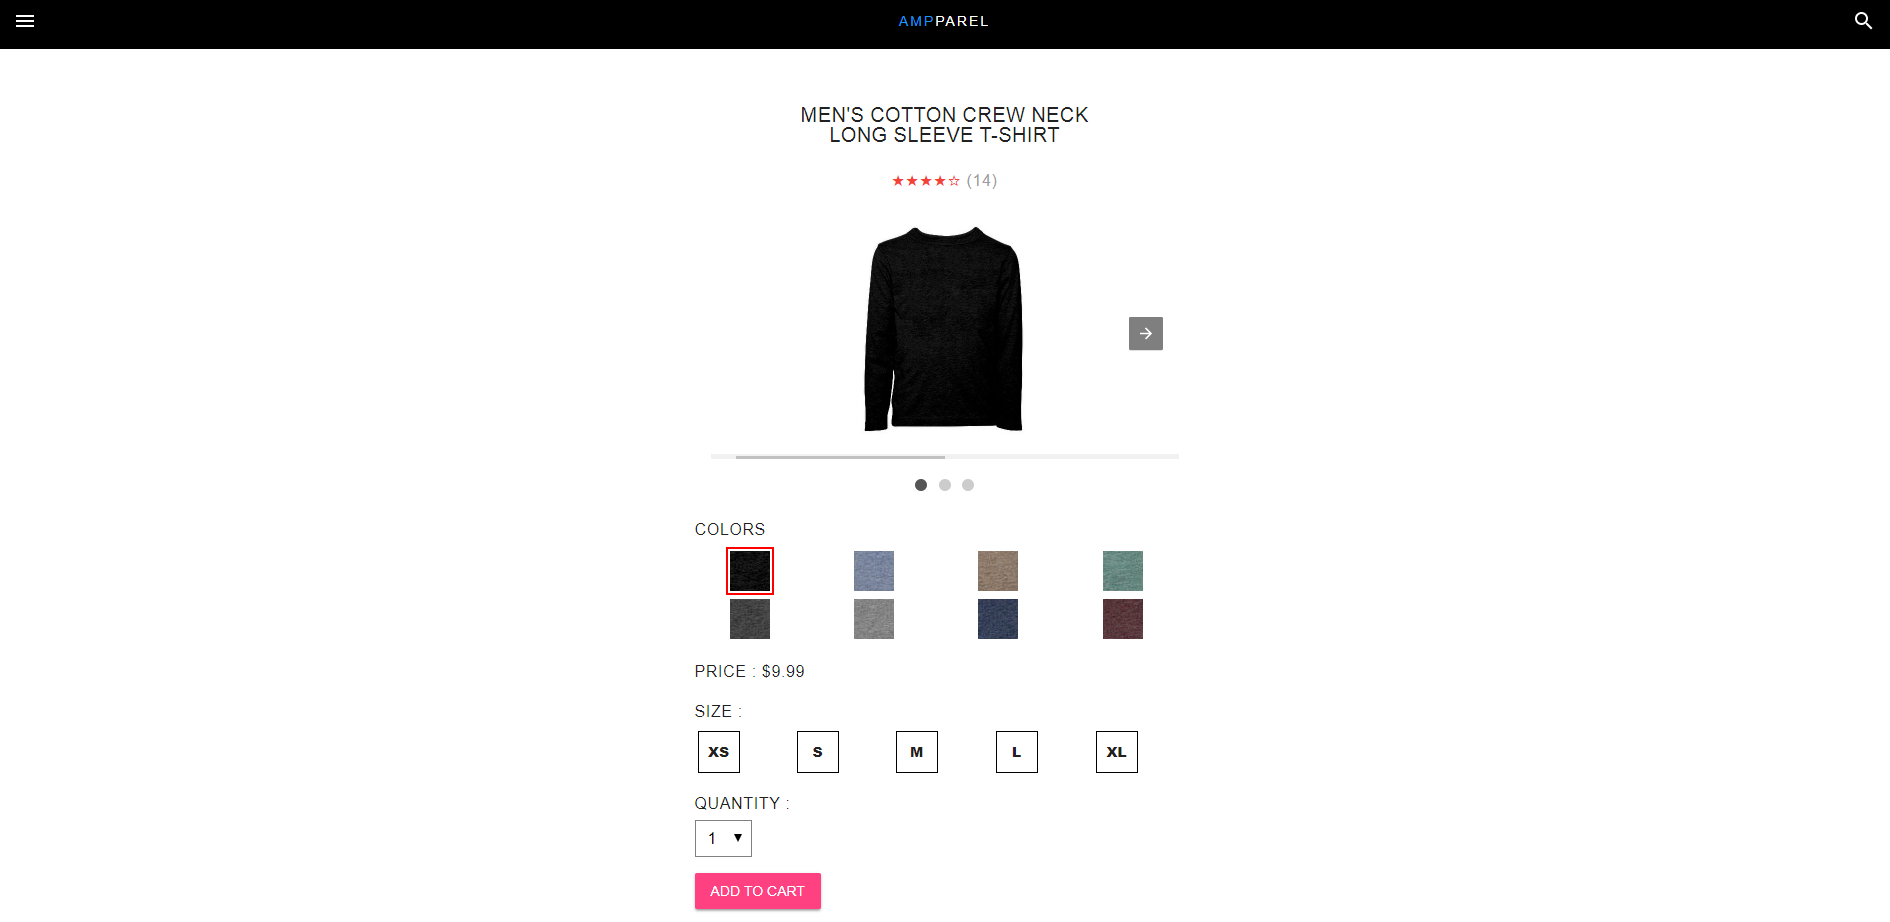 AMPPAREL
MEN'S COTTON CREW NECK
LONG SLEEVE T-SHIRT
★★★★☆ (14)
COLORS
PRICE : $9.99
SIZE :
XS S M L XL
QUANTITY :
1
ADD TO CART